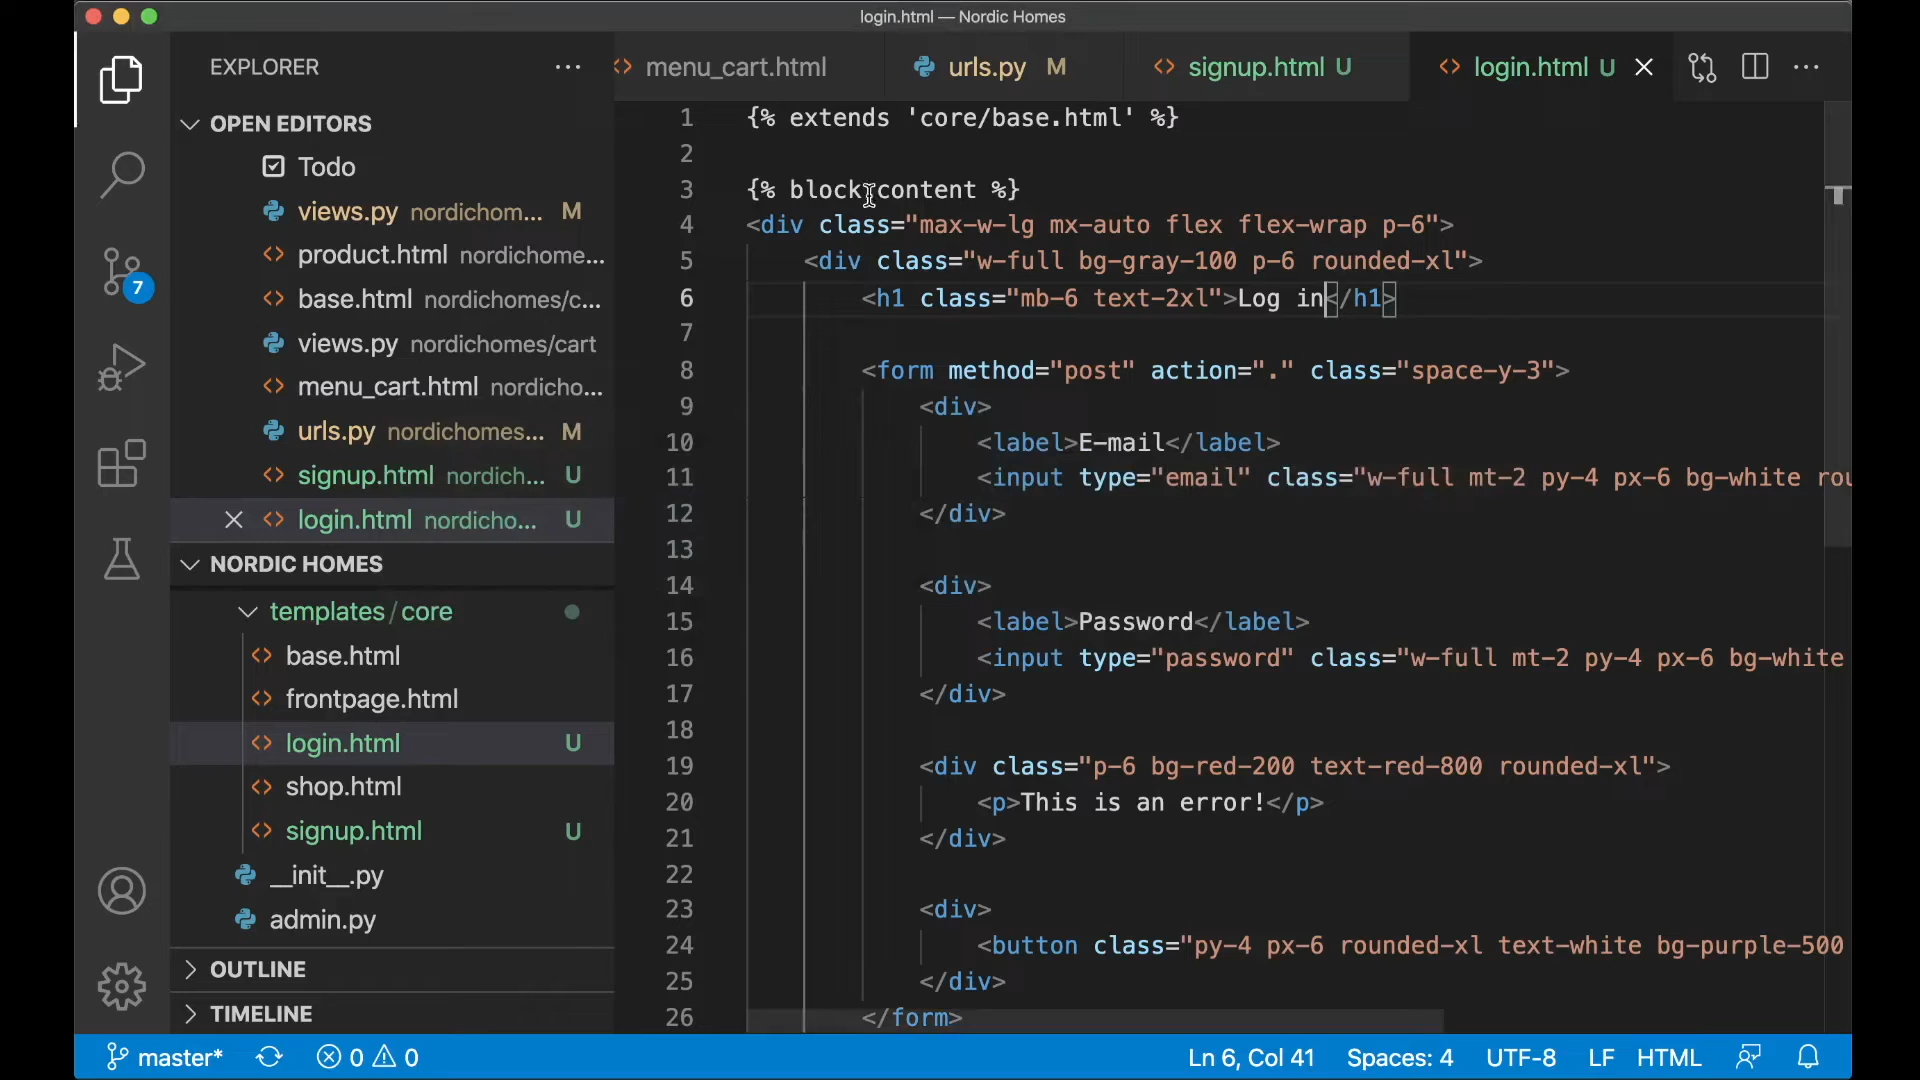 login.html — Nordic Homes
EXPLORER
menu_cart.html
urls.py M
signup.html U
login.html U
OPEN EDITORS
Todo
views.py nordichom... M
product.html nordichome...
base.html nordichomes/c...
views.py nordichomes/cart
menu_cart.html nordicho...
urls.py nordichomes... M
signup.html nordich... U
login.html nordicho... U
NORDIC HOMES
templates/core
base.html
frontpage.html
login.html U
shop.html
signup.html U
__init__.py
admin.py
OUTLINE
TIMELINE
7
1 {% extends 'core/base.html' %}
2
3 {% block content %}
4 <div class="max-w-lg mx-auto flex flex-wrap p-6">
5 <div class="w-full bg-gray-100 p-6 rounded-xl">
6 <h1 class="mb-6 text-2xl">Log in</h1>
7
8 <form method="post" action="." class="space-y-3">
9 <div>
10 <label>E-mail</label>
11 <input type="email" class="w-full mt-2 py-4 px-6 bg-white rou
12 </div>
13
14 <div>
15 <label>Password</label>
16 <input type="password" class="w-full mt-2 py-4 px-6 bg-white
17 </div>
18
19 <div class="p-6 bg-red-200 text-red-800 rounded-xl">
20 <p>This is an error!</p>
21 </div>
22
23 <div>
24 <button class="py-4 px-6 rounded-xl text-white bg-purple-500
25 </div>
26 </form>
master* 0 0
Ln 6, Col 41 Spaces: 4 UTF-8 LF HTML